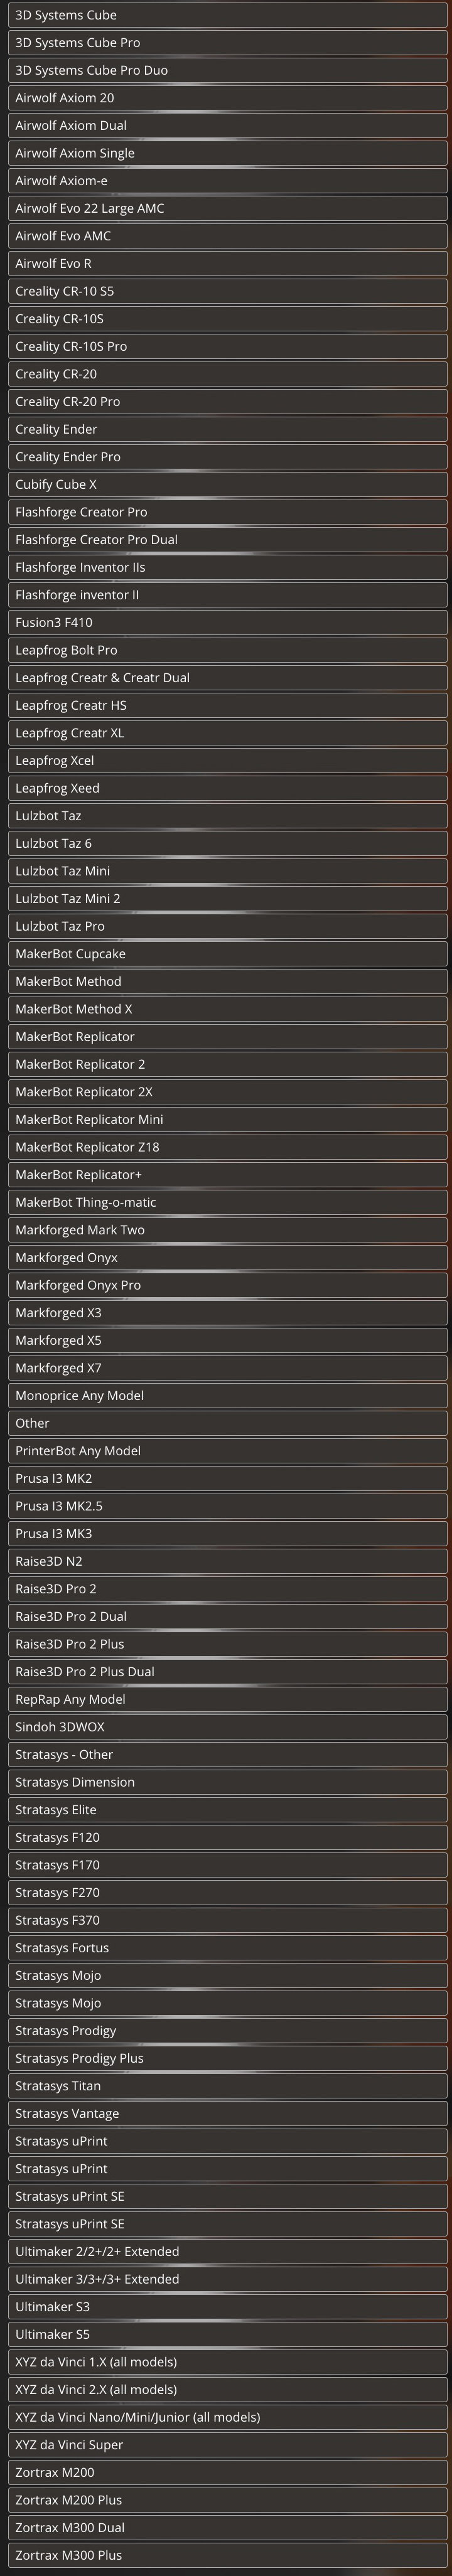 3D Systems Cube
3D Systems Cube Pro
3D Systems Cube Pro Duo
Airwolf Axiom 20
Airwolf Axiom Dual
Airwolf Axiom Single
Airwolf Axiom-e
Airwolf Evo 22 Large AMC
Airwolf Evo AMC
Airwolf Evo R
Creality CR-10 S5
Creality CR-10S
Creality CR-10S Pro
Creality CR-20
Creality CR-20 Pro
Creality Ender
Creality Ender Pro
Cubify Cube X
Flashforge Creator Pro
Flashforge Creator Pro Dual
Flashforge Inventor IIs
Flashforge inventor II
Fusion3 F410
Leapfrog Bolt Pro
Leapfrog Creatr & Creatr Dual
Leapfrog Creatr HS
Leapfrog Creatr XL
Leapfrog Xcel
Leapfrog Xeed
Lulzbot Taz
Lulzbot Taz 6
Lulzbot Taz Mini
Lulzbot Taz Mini 2
Lulzbot Taz Pro
MakerBot Cupcake
MakerBot Method
MakerBot Method X
MakerBot Replicator
MakerBot Replicator 2
MakerBot Replicator 2X
MakerBot Replicator Mini
MakerBot Replicator Z18
MakerBot Replicator+
MakerBot Thing-o-matic
Markforged Mark Two
Markforged Onyx
Markforged Onyx Pro
Markforged X3
Markforged X5
Markforged X7
Monoprice Any Model
Other
PrinterBot Any Model
Prusa I3 MK2
Prusa I3 MK2.5
Prusa I3 MK3
Raise3D N2
Raise3D Pro 2
Raise3D Pro 2 Dual
Raise3D Pro 2 Plus
Raise3D Pro 2 Plus Dual
RepRap Any Model
Sindoh 3DWOX
Stratasys - Other
Stratasys Dimension
Stratasys Elite
Stratasys F120
Stratasys F170
Stratasys F270
Stratasys F370
Stratasys Fortus
Stratasys Mojo
Stratasys Mojo
Stratasys Prodigy
Stratasys Prodigy Plus
Stratasys Titan
Stratasys Vantage
Stratasys uPrint
Stratasys uPrint
Stratasys uPrint SE
Stratasys uPrint SE
Ultimaker 2/2+/2+ Extended
Ultimaker 3/3+/3+ Extended
Ultimaker S3
Ultimaker S5
XYZ da Vinci 1.X (all models)
XYZ da Vinci 2.X (all models)
XYZ da Vinci Nano/Mini/Junior (all models)
XYZ da Vinci Super
Zortrax M200
Zortrax M200 Plus
Zortrax M300 Dual
Zortrax M300 Plus